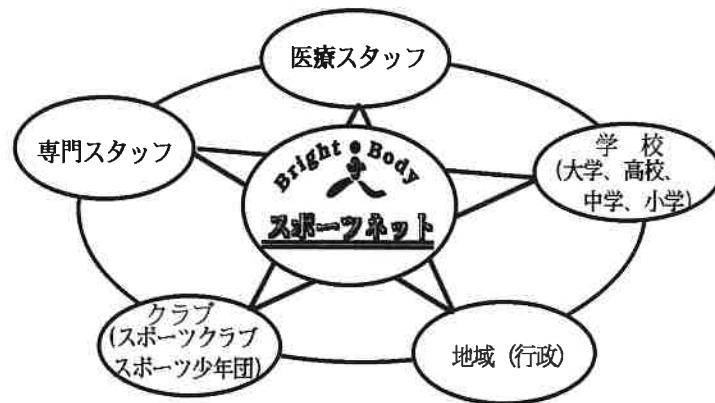 医療スタッフ
専門スタッフ
Bright Body
スポーツネット
学　校
(大学、高校、
中学、小学)
クラブ
(スポーツクラブ
スポーツ少年団)
地域（行政）